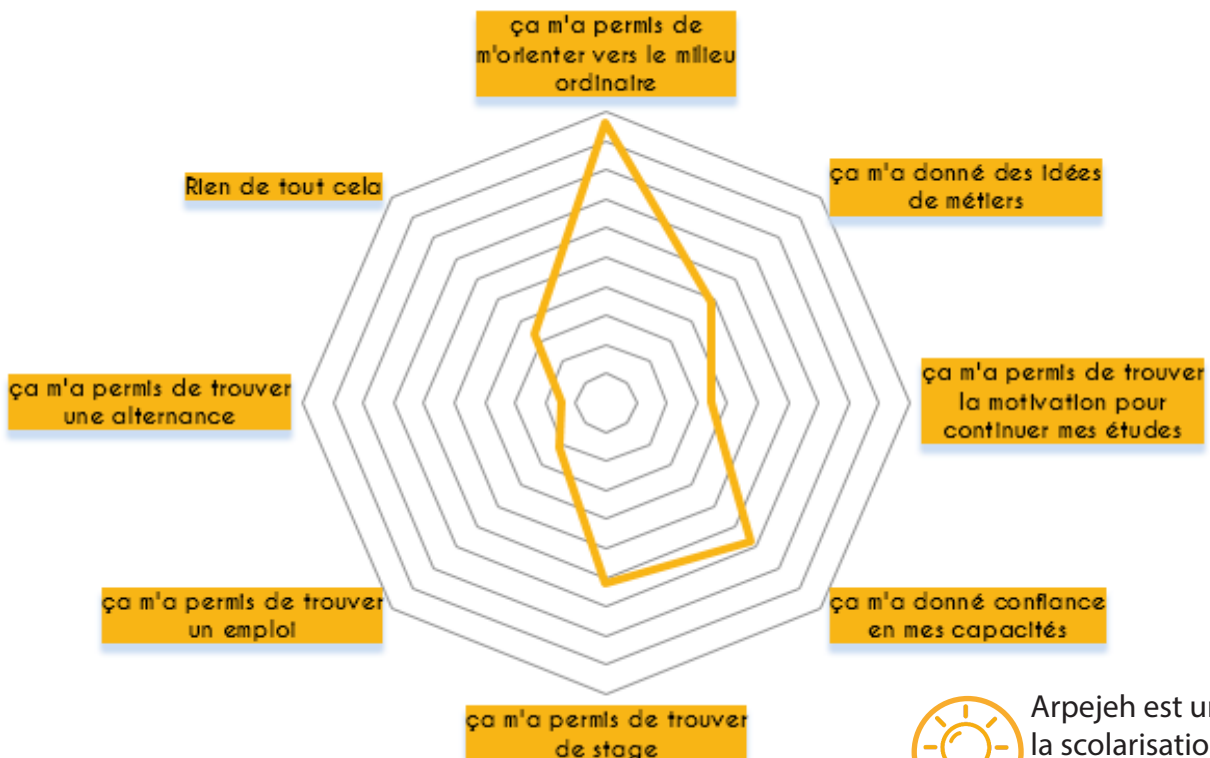 ça m'a permis de
m'orienter vers le milieu
ordinaire
ça m'a donné des idées
de métiers
ça m'a permis de trouver
la motivation pour
continuer mes études
ça m'a donné confiance
en mes capacités
ça m'a permis de trouver
de stage
ça m'a permis de trouver
un emploi
ça m'a permis de trouver
une alternance
Rien de tout cela
Arpejeh est
la